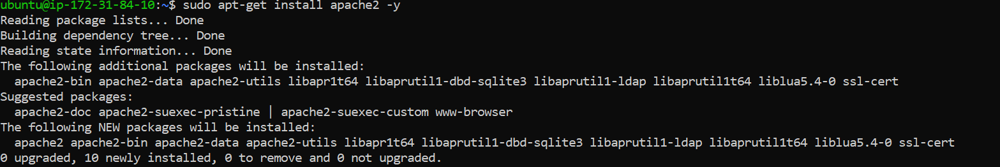 ubuntu@ip-172-31-84-10:~$ sudo apt-get install apache2 -y
Reading package lists... Done
Building dependency tree... Done
Reading state information... Done
The following additional packages will be installed:
  apache2-bin apache2-data apache2-utils libapr1t64 libaprutil1-dbd-sqlite3 libaprutil1-ldap libaprutil1t64 liblua5.4-0 ssl-cert
Suggested packages:
  apache2-doc apache2-suexec-pristine | apache2-suexec-custom www-browser
The following NEW packages will be installed:
  apache2 apache2-bin apache2-data apache2-utils libapr1t64 libaprutil1-dbd-sqlite3 libaprutil1-ldap libaprutil1t64 liblua5.4-0 ssl-cert
0 upgraded, 10 newly installed, 0 to remove and 0 not upgraded.